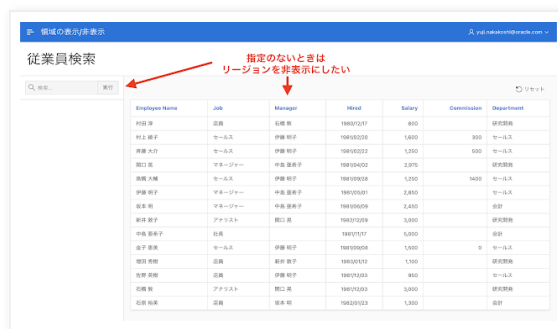 領域の表示/非表示
yuji.nakakoshi@oracle.com
従業員検索
指定のないときは
リージョンを非表示にしたい
検索...
実行
リセット
Employee Name Job Manager Hired Salary Commission Department
村田 淳 店員 石橋 敦 1980/12/17 800 研究開発
村上 綾子 セールス 伊藤 明子 1981/02/20 1,600 300 セールス
斉藤 大介 セールス 伊藤 明子 1981/02/22 1,250 500 セールス
関口 英 マネージャー 中島 亜希子 1981/04/02 2,975 研究開発
高橋 大輔 セールス 伊藤 明子 1981/09/28 1,250 1400 セールス
伊藤 明子 マネージャー 中島 亜希子 1981/05/01 2,850 セールス
坂本 明 マネージャー 中島 亜希子 1981/06/09 2,450 会計
新井 敦子 アナリスト 関口 英 1982/12/09 3,000 研究開発
中島 亜希子 社長 1981/11/17 5,000 会計
金子 亜美 セールス 伊藤 明子 1981/09/08 1,500 0 セールス
増田 秀樹 店員 新井 敦子 1983/01/12 1,100 研究開発
佐野 英樹 店員 伊藤 明子 1981/12/03 950 セールス
石橋 敦 アナリスト 関口 英 1981/12/03 3,000 研究開発
石原 裕美 店員 坂本 明 1982/01/23 1,300 会計